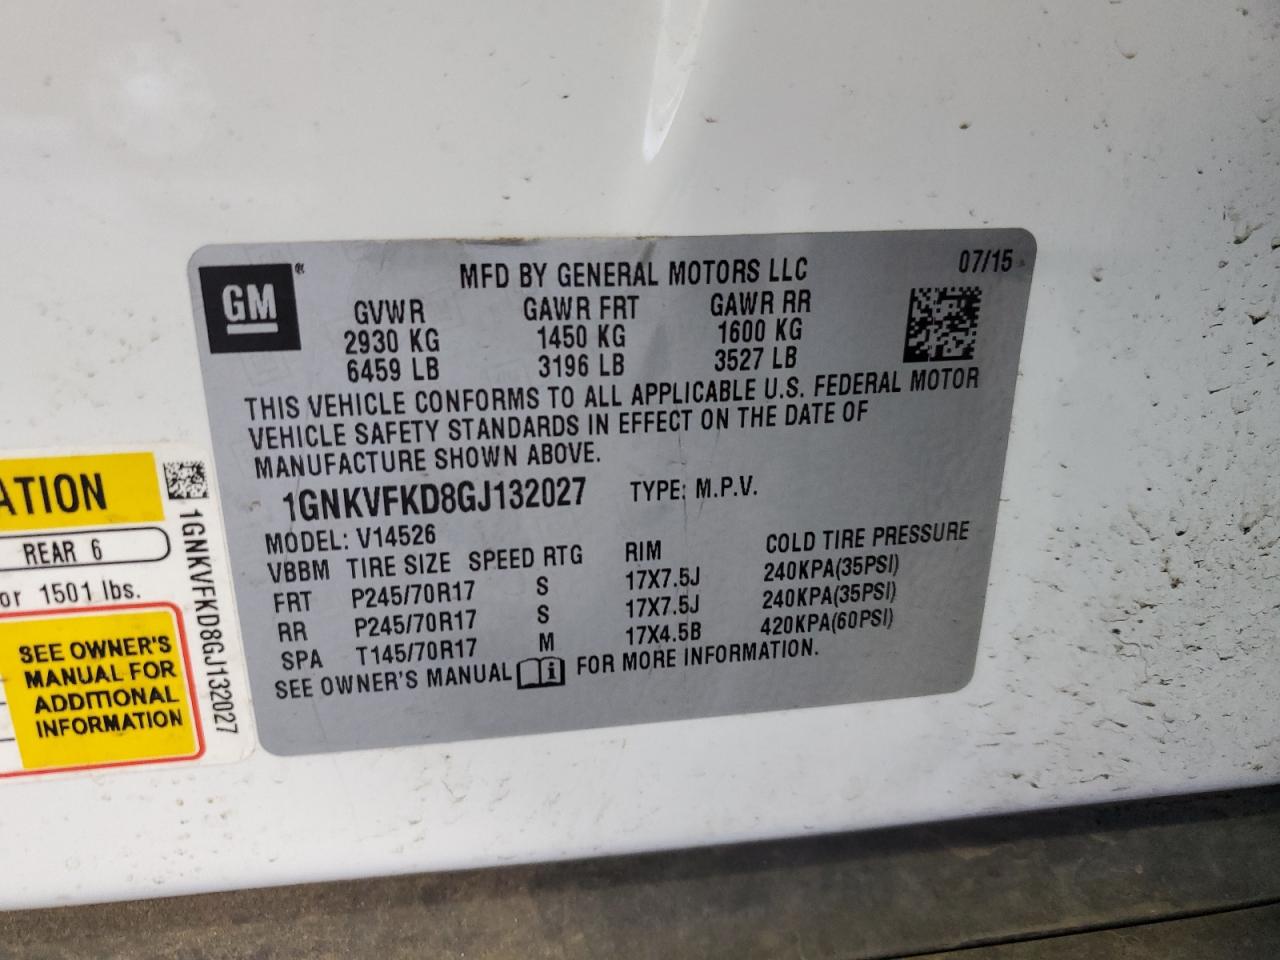 GM ®
MFD BY GENERAL MOTORS LLC 07/15
GVWR GAWR FRT GAWR RR
2930 KG 1450 KG 1600 KG
6459 LB 3196 LB 3527 LB
THIS VEHICLE CONFORMS TO ALL APPLICABLE U.S. FEDERAL MOTOR
VEHICLE SAFETY STANDARDS IN EFFECT ON THE DATE OF
MANUFACTURE SHOWN ABOVE.
1GNKVFKD8GJ132027 TYPE: M.P.V.
MODEL: V14526
VBBM TIRE SIZE SPEED RTG RIM COLD TIRE PRESSURE
FRT P245/70R17 S 17X7.5J 240KPA(35PSI)
RR P245/70R17 S 17X7.5J 240KPA(35PSI)
SPA T145/70R17 M 17X4.5B 420KPA(60PSI)
SEE OWNER'S MANUAL i FOR MORE INFORMATION.
ATION
REAR 6
or 1501 lbs.
SEE OWNER'S
MANUAL FOR
ADDITIONAL
INFORMATION
1GNKVFKD8GJ132027